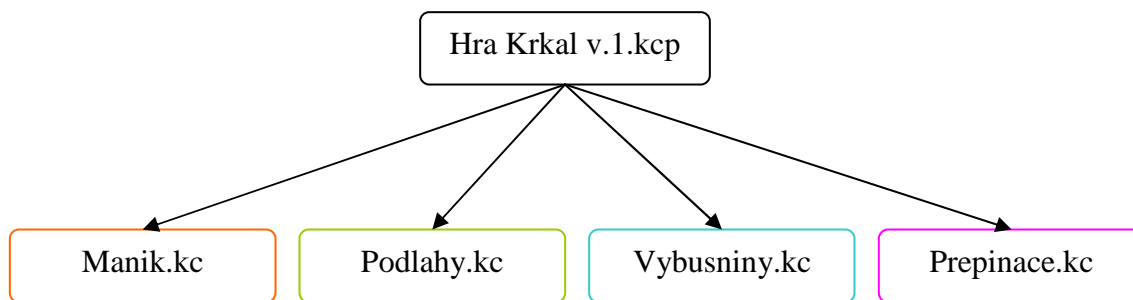 Hra Krkal v.1.kcp
Manik.kc
Podlahy.kc
Vybusniny.kc
Prepinace.kc